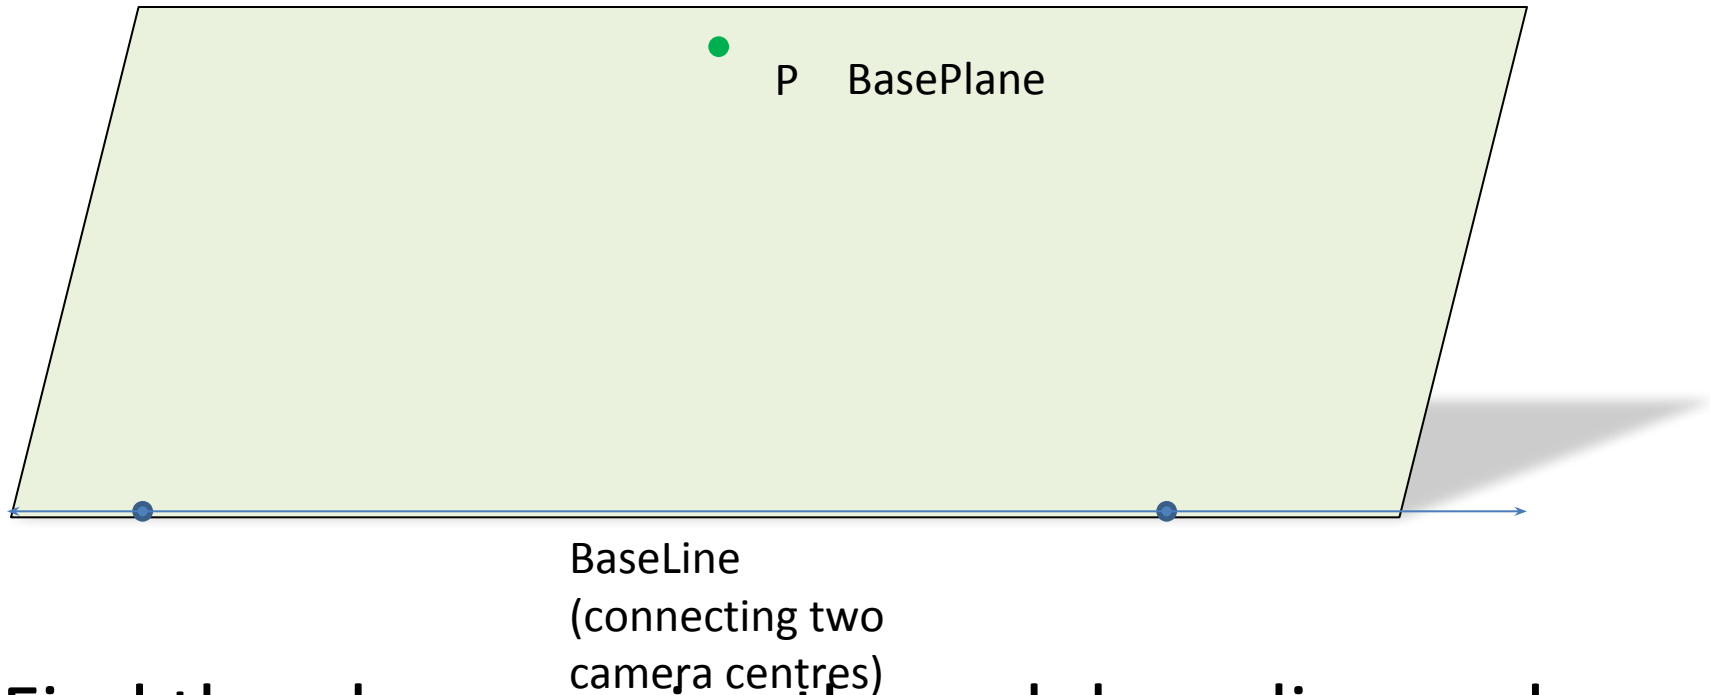 P BasePlane
BaseLine
(connecting two
camera centres)